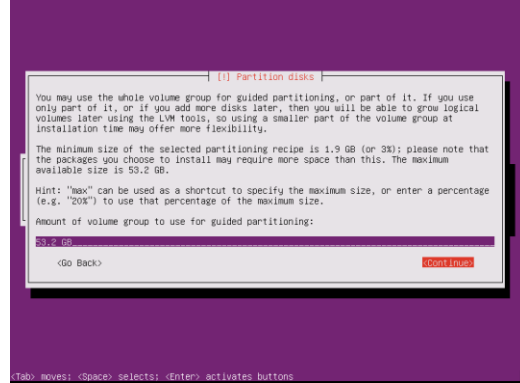 [!] Partition disks
You may use the whole volume group for guided partitioning, or part of it. If you use
only part of it, or if you add more disks later, then you will be able to grow logical
volumes later using the LVM tools, so using a smaller part of the volume group at
installation time may offer more flexibility.
The minimum size of the selected partitioning recipe is 1.9 GB (or 3%); please note that
the packages you choose to install may require more space than this. The maximum
available size is 53.2 GB.
Hint: "max" can be used as a shortcut to specify the maximum size, or enter a percentage
(e.g. "20%") to use that percentage of the maximum size.
Amount of volume group to use for guided partitioning:
53.2 GB
<Go Back> <Continue>
<Tab> moves; <Space> selects; <Enter> activates buttons